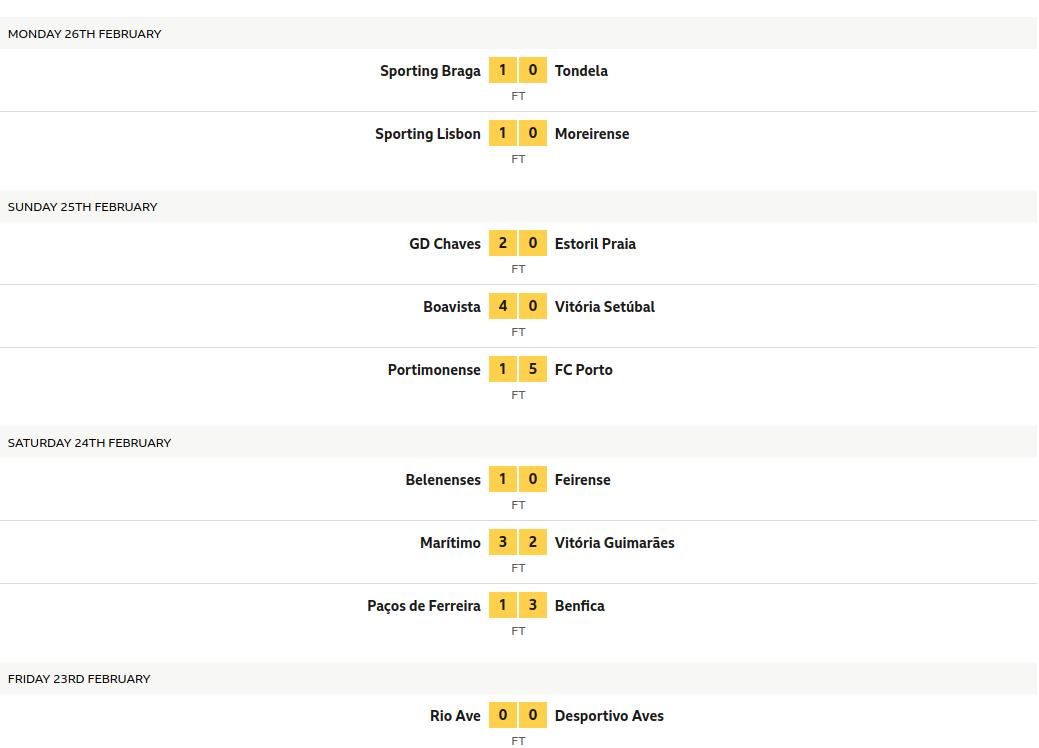 MONDAY 26TH FEBRUARY
Sporting Braga 1 0 Tondela
FT
Sporting Lisbon 1 0 Moreirense
FT
SUNDAY 25TH FEBRUARY
GD Chaves 2 0 Estoril Praia
FT
Boavista 4 0 Vitória Setúbal
FT
Portimonense 1 5 FC Porto
FT
SATURDAY 24TH FEBRUARY
Belenenses 1 0 Feirense
FT
Marítimo 3 2 Vitória Guimarães
FT
Paços de Ferreira 1 3 Benfica
FT
FRIDAY 23RD FEBRUARY
Rio Ave 0 0 Desportivo Aves
FT